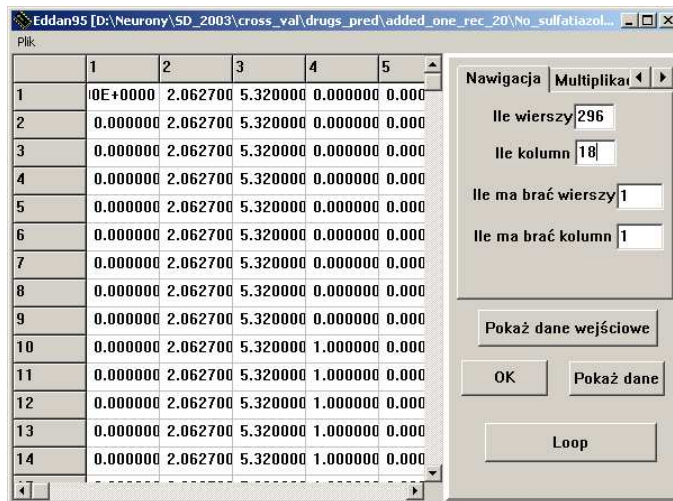 Eddan95 [D:\Neurony\SD_2003\cross_val\drugs_pred\added_one_rec_20\No_sulfatiazol...
Plik
1 2 3 4 5
1 0E+0000 2.062700 5.320000 0.000000 0.000
2 0.000000 2.062700 5.320000 0.000000 0.000
3 0.000000 2.062700 5.320000 0.000000 0.000
4 0.000000 2.062700 5.320000 0.000000 0.000
5 0.000000 2.062700 5.320000 0.000000 0.000
6 0.000000 2.062700 5.320000 0.000000 0.000
7 0.000000 2.062700 5.320000 0.000000 0.000
8 0.000000 2.062700 5.320000 0.000000 0.000
9 0.000000 2.062700 5.320000 0.000000 0.000
10 0.000000 2.062700 5.320000 1.000000 0.000
11 0.000000 2.062700 5.320000 1.000000 0.000
12 0.000000 2.062700 5.320000 1.000000 0.000
13 0.000000 2.062700 5.320000 1.000000 0.000
14 0.000000 2.062700 5.320000 1.000000 0.000
Nawigacja Multiplikac
Ile wierszy 296
Ile kolumn 18
Ile ma brać wierszy 1
Ile ma brać kolumn 1
Pokaż dane wejściowe
OK Pokaż dane
Loop